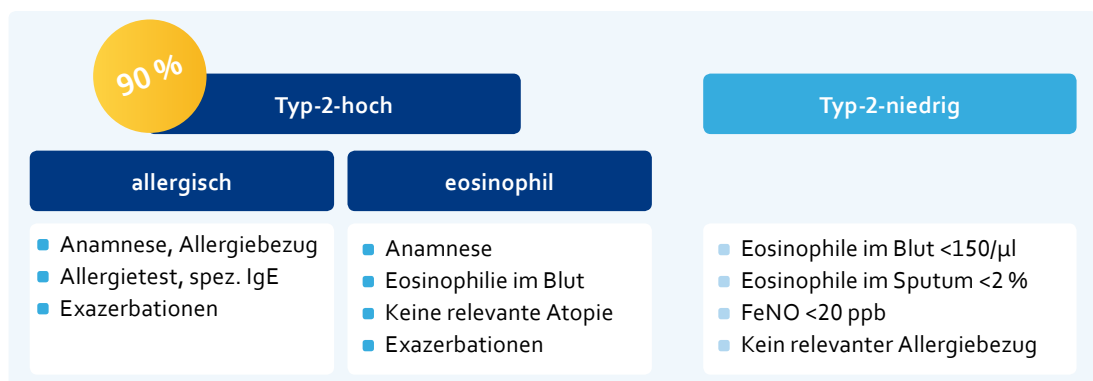 90 %
Typ-2-hoch
Typ-2-niedrig
allergisch
eosinophil
Anamnese, Allergiebezug
Allergietest, spez. IgE
Exazerbationen
Anamnese
Eosinophilie im Blut
Keine relevante Atopie
Exazerbationen
Eosinophile im Blut <150/µl
Eosinophile im Sputum <2 %
FeNO <20 ppb
Kein relevanter Allergiebezug